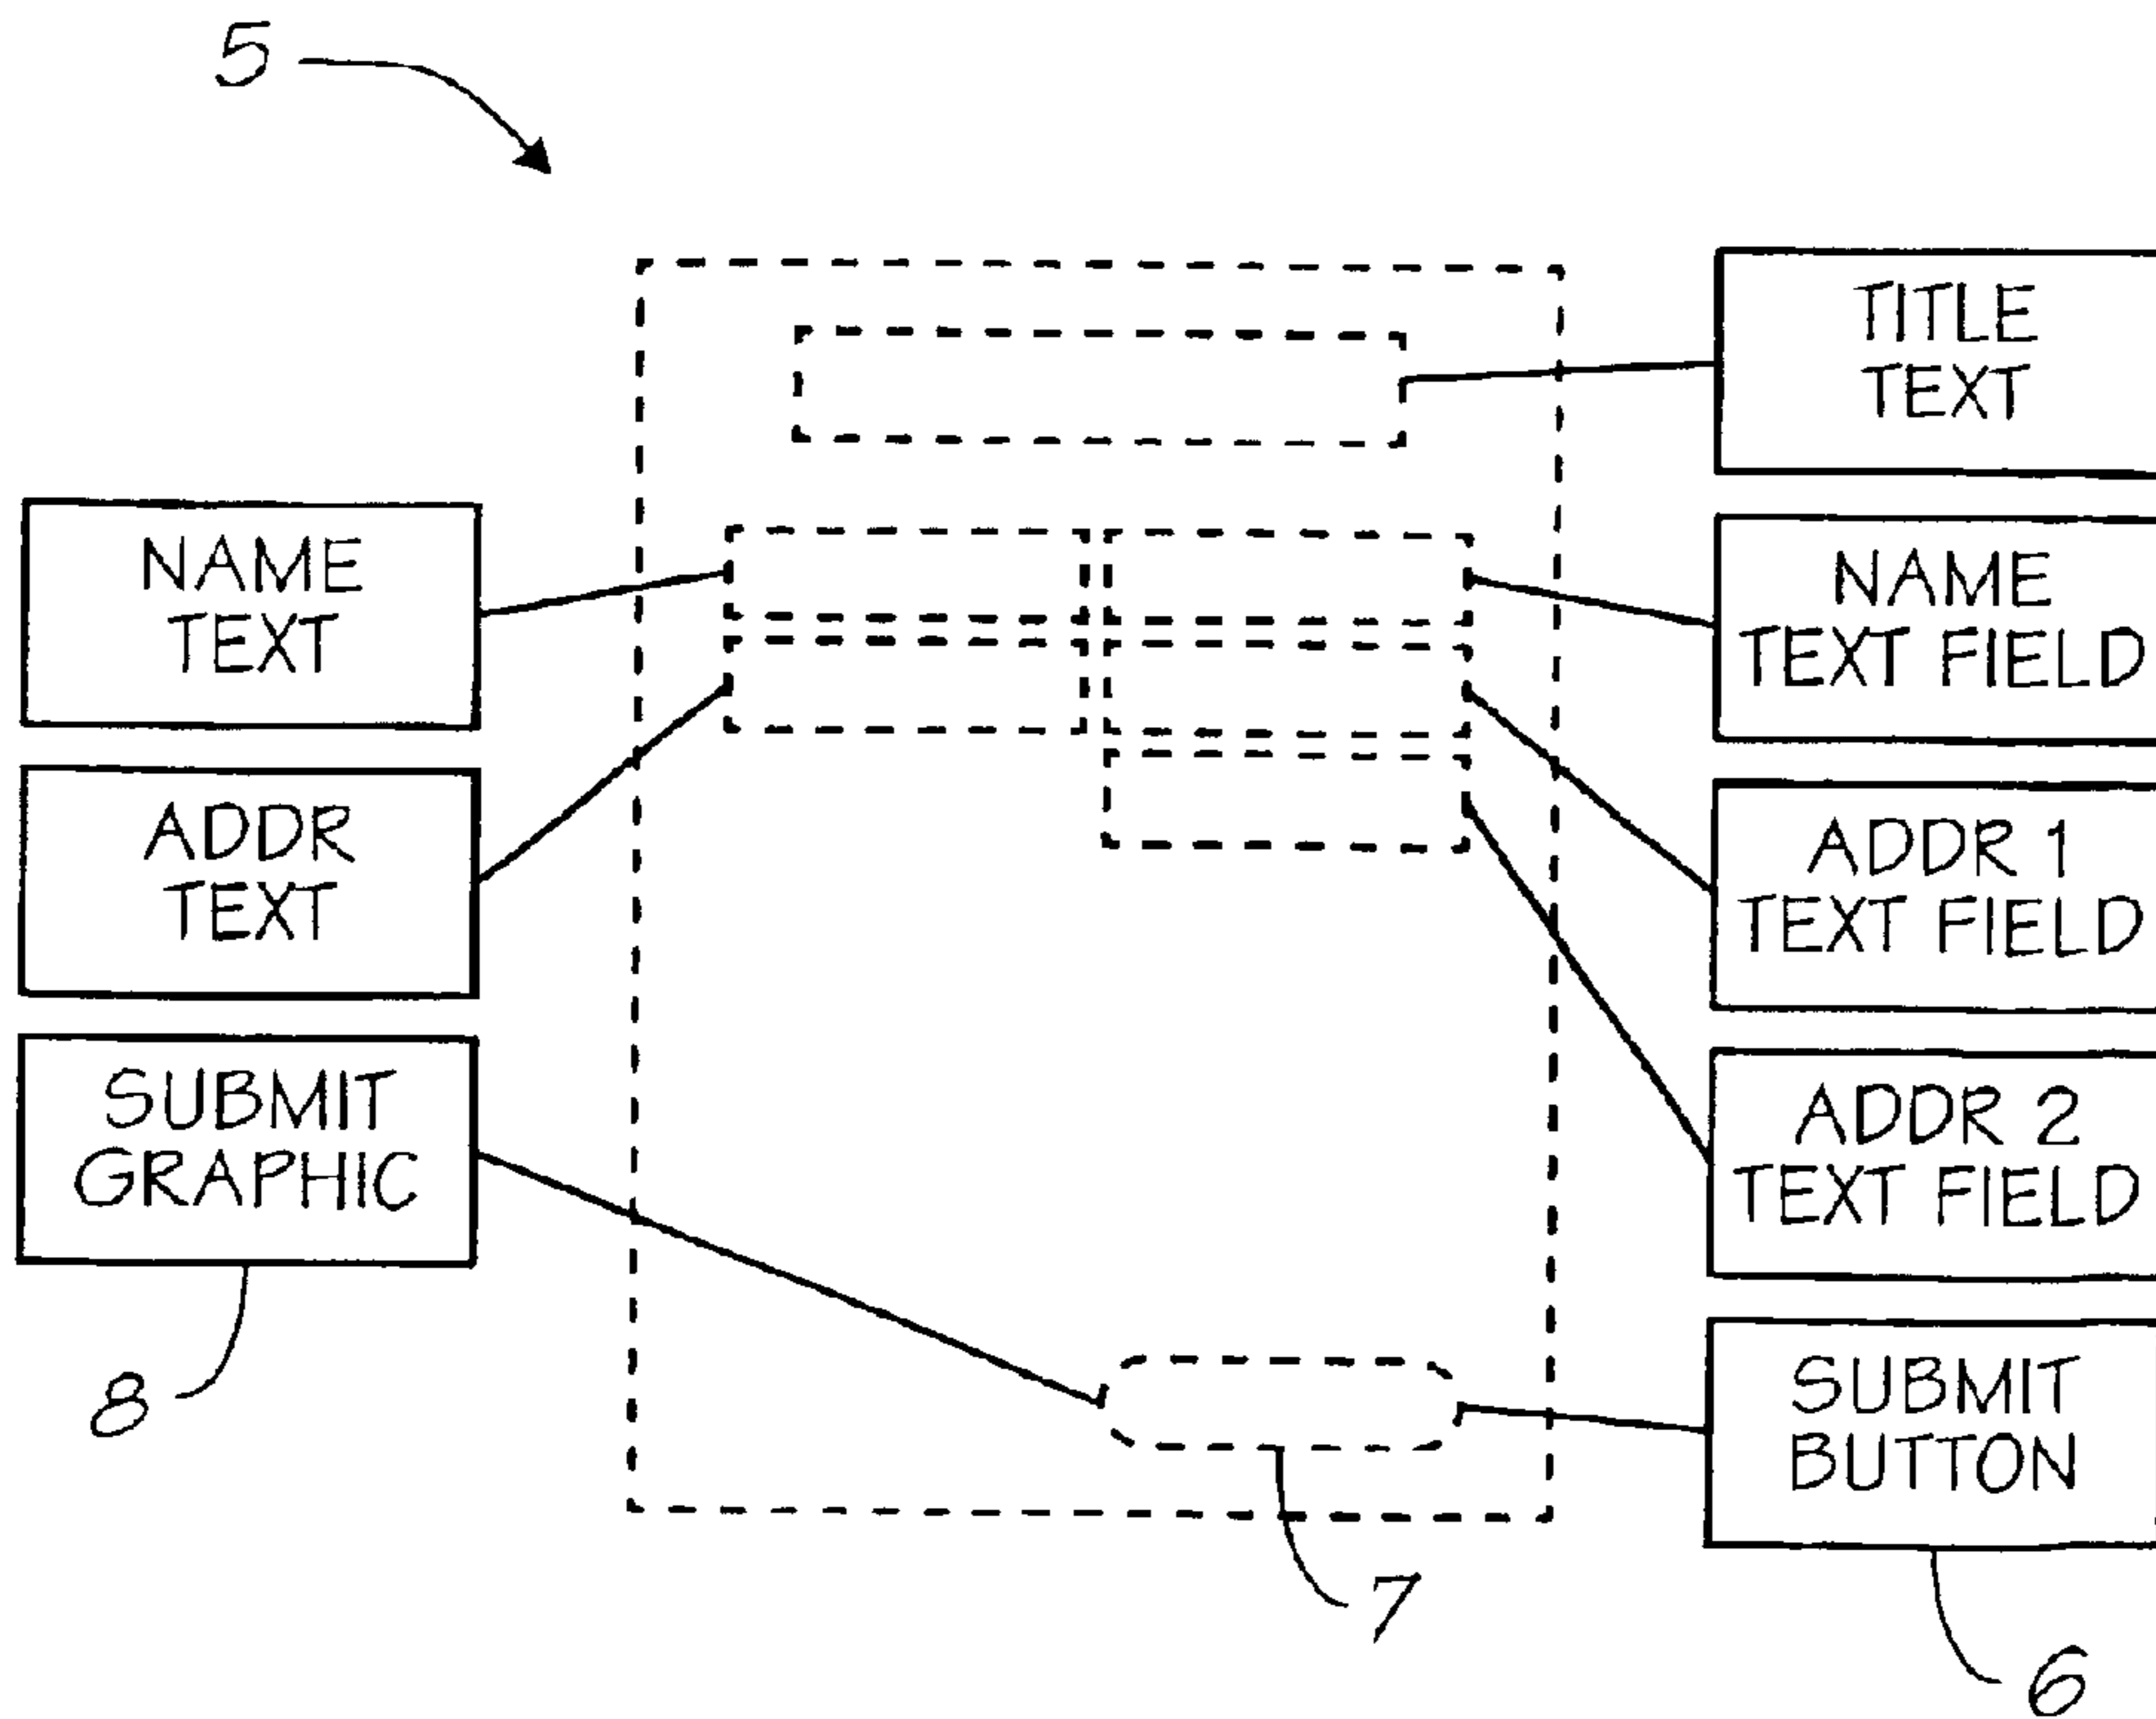 5
TITLE
TEXT
NAME
TEXT
NAME
TEXT FIELD
ADDR
TEXT
ADDR 1
TEXT FIELD
SUBMIT
GRAPHIC
ADDR 2
TEXT FIELD
8
SUBMIT
BUTTON
7
6